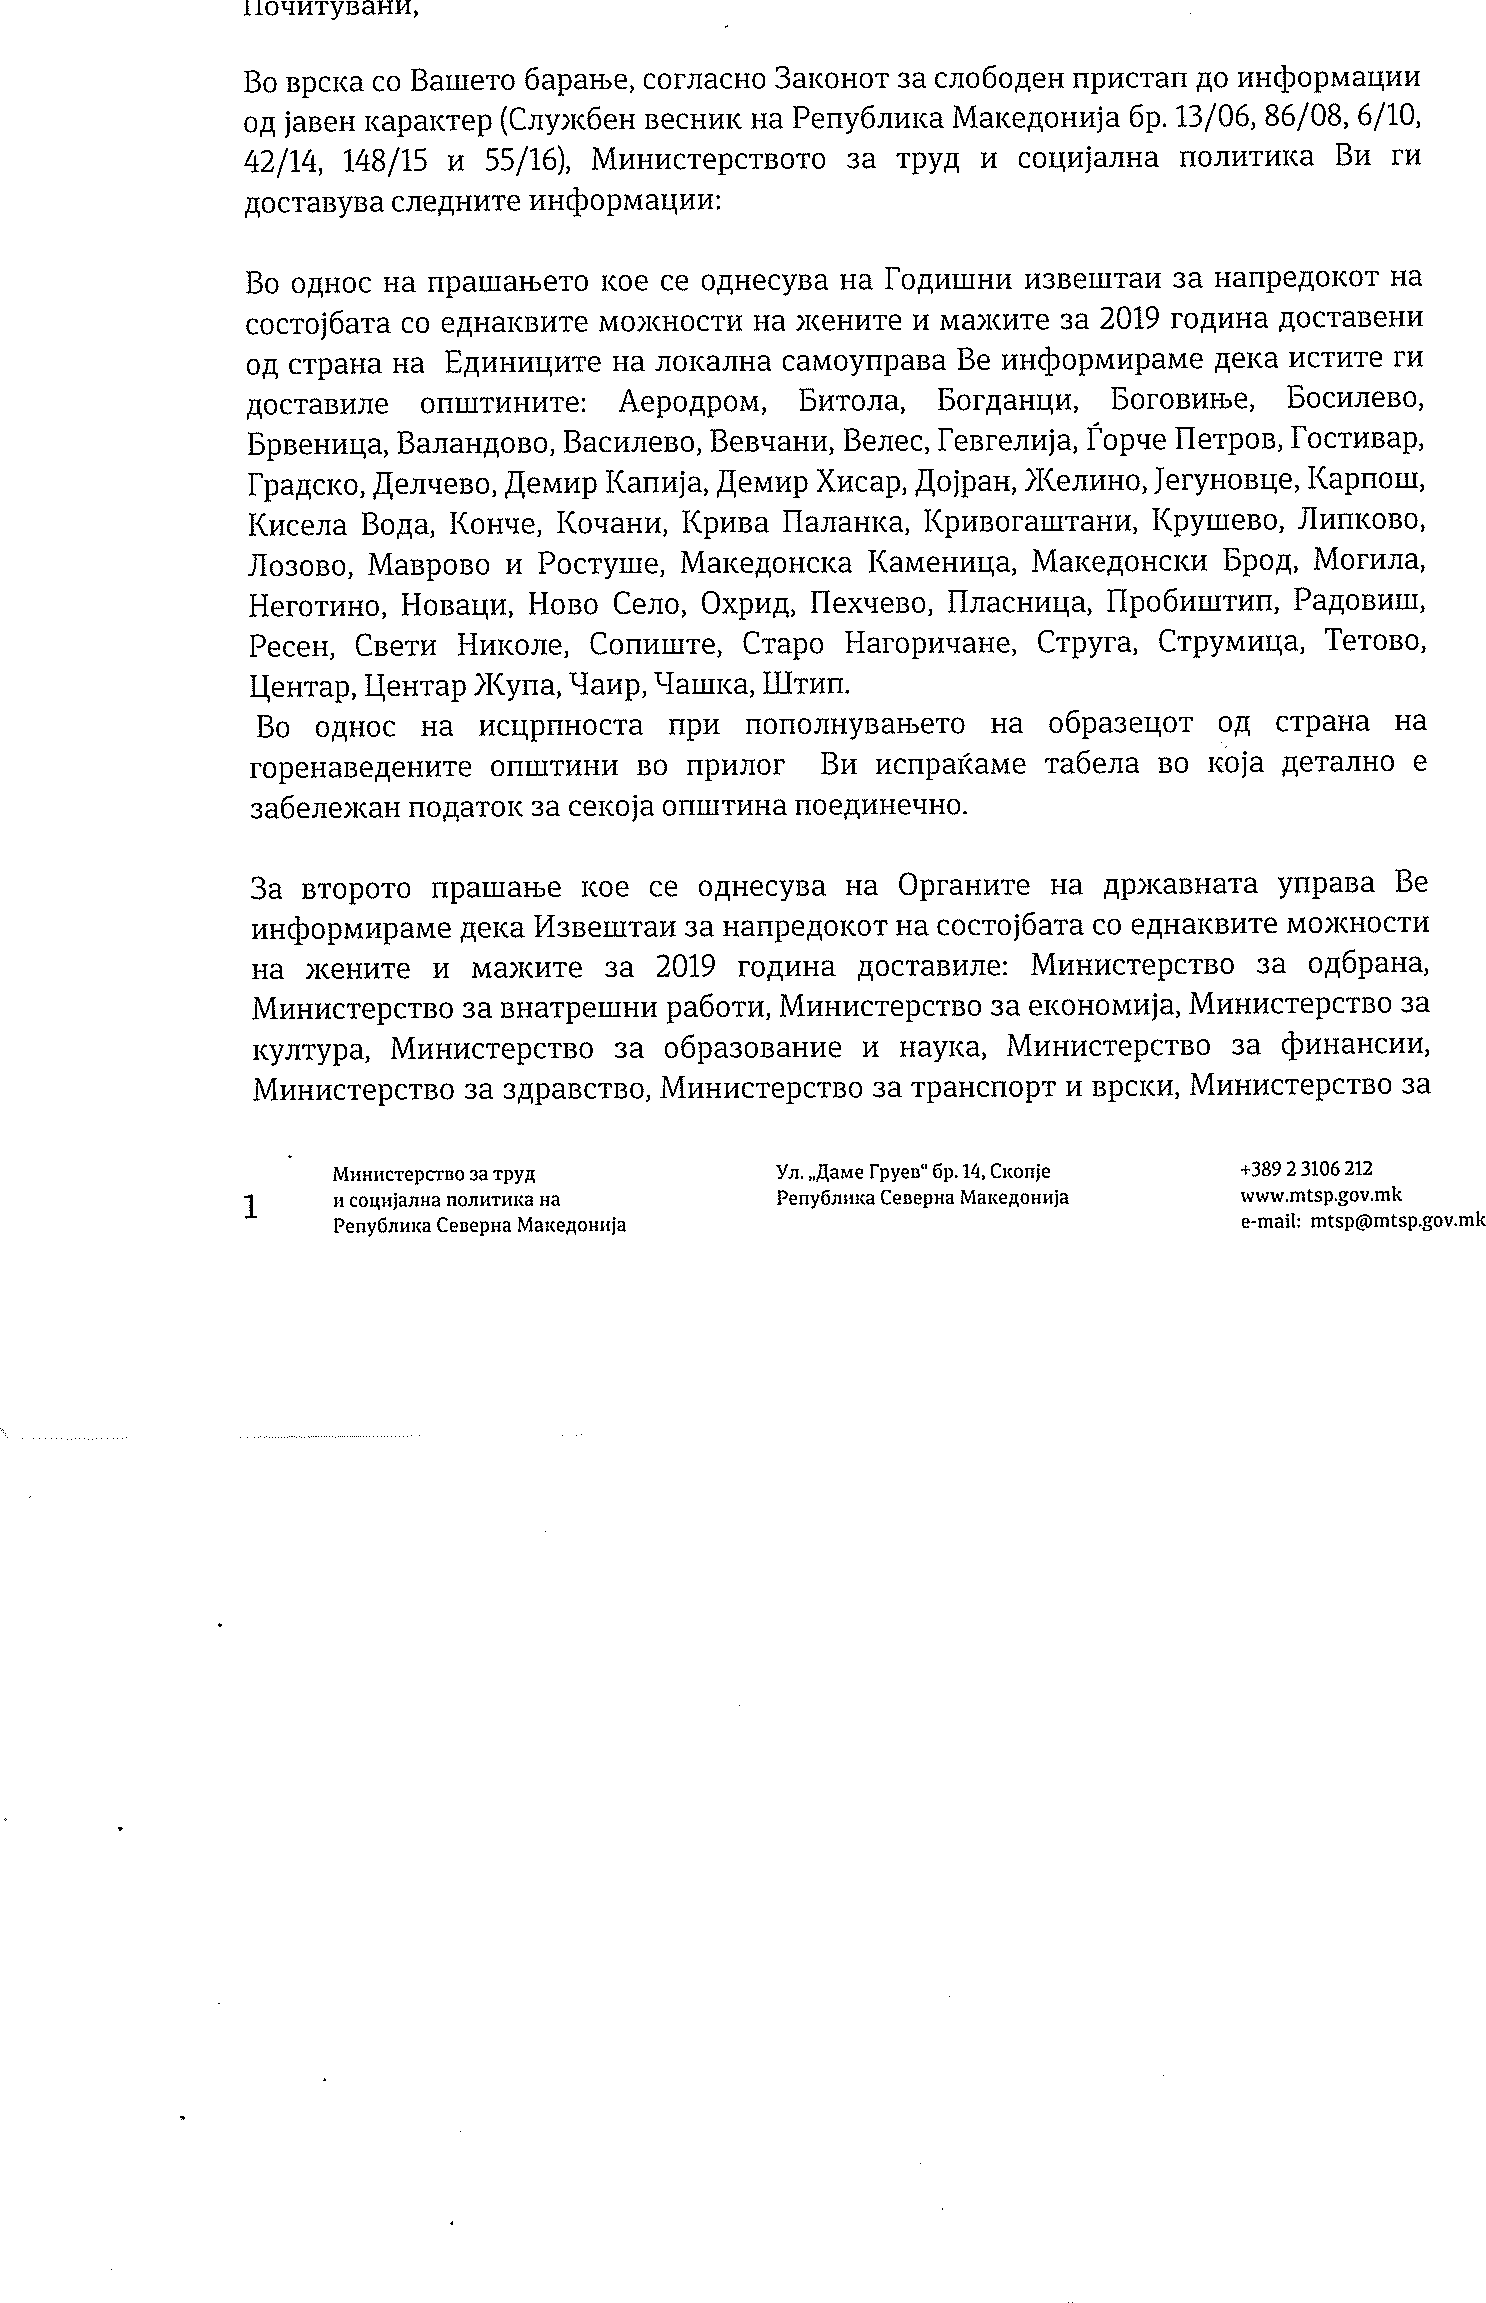 Почитувани,
Во врска со Вашето барање, согласно Законот за слободен пристап до информации
од јавен карактер (Службен весник на Република Македонија бр. 13/06, 86/08, 6/10,
42/14, 148/15 и 55/16), Министерството за труд и социјална политика Ви ги
доставува следните информации:
Во однос на прашањето кое се однесува на Годишни извештаи за напредокот на
состојбата со еднаквите можности на жените и мажите за 2019 година доставени
од страна на Единиците на локална самоуправа Ве информираме дека истите ги
доставиле општините: Аеродром, Битола, Богданци, Боговиње, Босилево,
Брвеница, Валандово, Василево, Вевчани, Велес, Гевгелија, Ѓорче Петров, Гостивар,
Градско, Делчево, Демир Капија, Демир Хисар, Дојран, Желино, Јегуновце, Карпош,
Кисела Вода, Конче, Кочани, Крива Паланка, Кривогаштани, Крушево, Липково,
Лозово, Маврово и Ростуше, Македонска Каменица, Македонски Брод, Могила,
Неготино, Новаци, Ново Село, Охрид, Пехчево, Пласница, Пробиштип, Радовиш,
Ресен, Свети Николе, Сопиште, Старо Нагоричане, Струга, Струмица, Тетово,
Центар, Центар Жупа, Чаир, Чашка, Штип.
Во однос на исцрпноста при пополнувањето на образецот од страна на
горенаведените општини во прилог Ви испраќаме табела во која детално е
забележан податок за секоја општина поединечно.
За второто прашање кое се однесува на Органите на државната управа Ве
информираме дека Извештаи за напредокот на состојбата со еднаквите можности
на жените и мажите за 2019 година доставиле: Министерство за одбрана,
Министерство за внатрешни работи, Министерство за економија, Министерство за
култура, Министерство за образование и наука, Министерство за финансии,
Министерство за здравство, Министерство за транспорт и врски, Министерство за
1
Министерство за труд
и социјална политика на
Република Северна Македонија
Ул. „Даме Груев“ бр. 14, Скопје
Република Северна Македонија
+389 2 3106 212
www.mtsp.gov.mk
e-mail: mtsp@mtsp.gov.mk